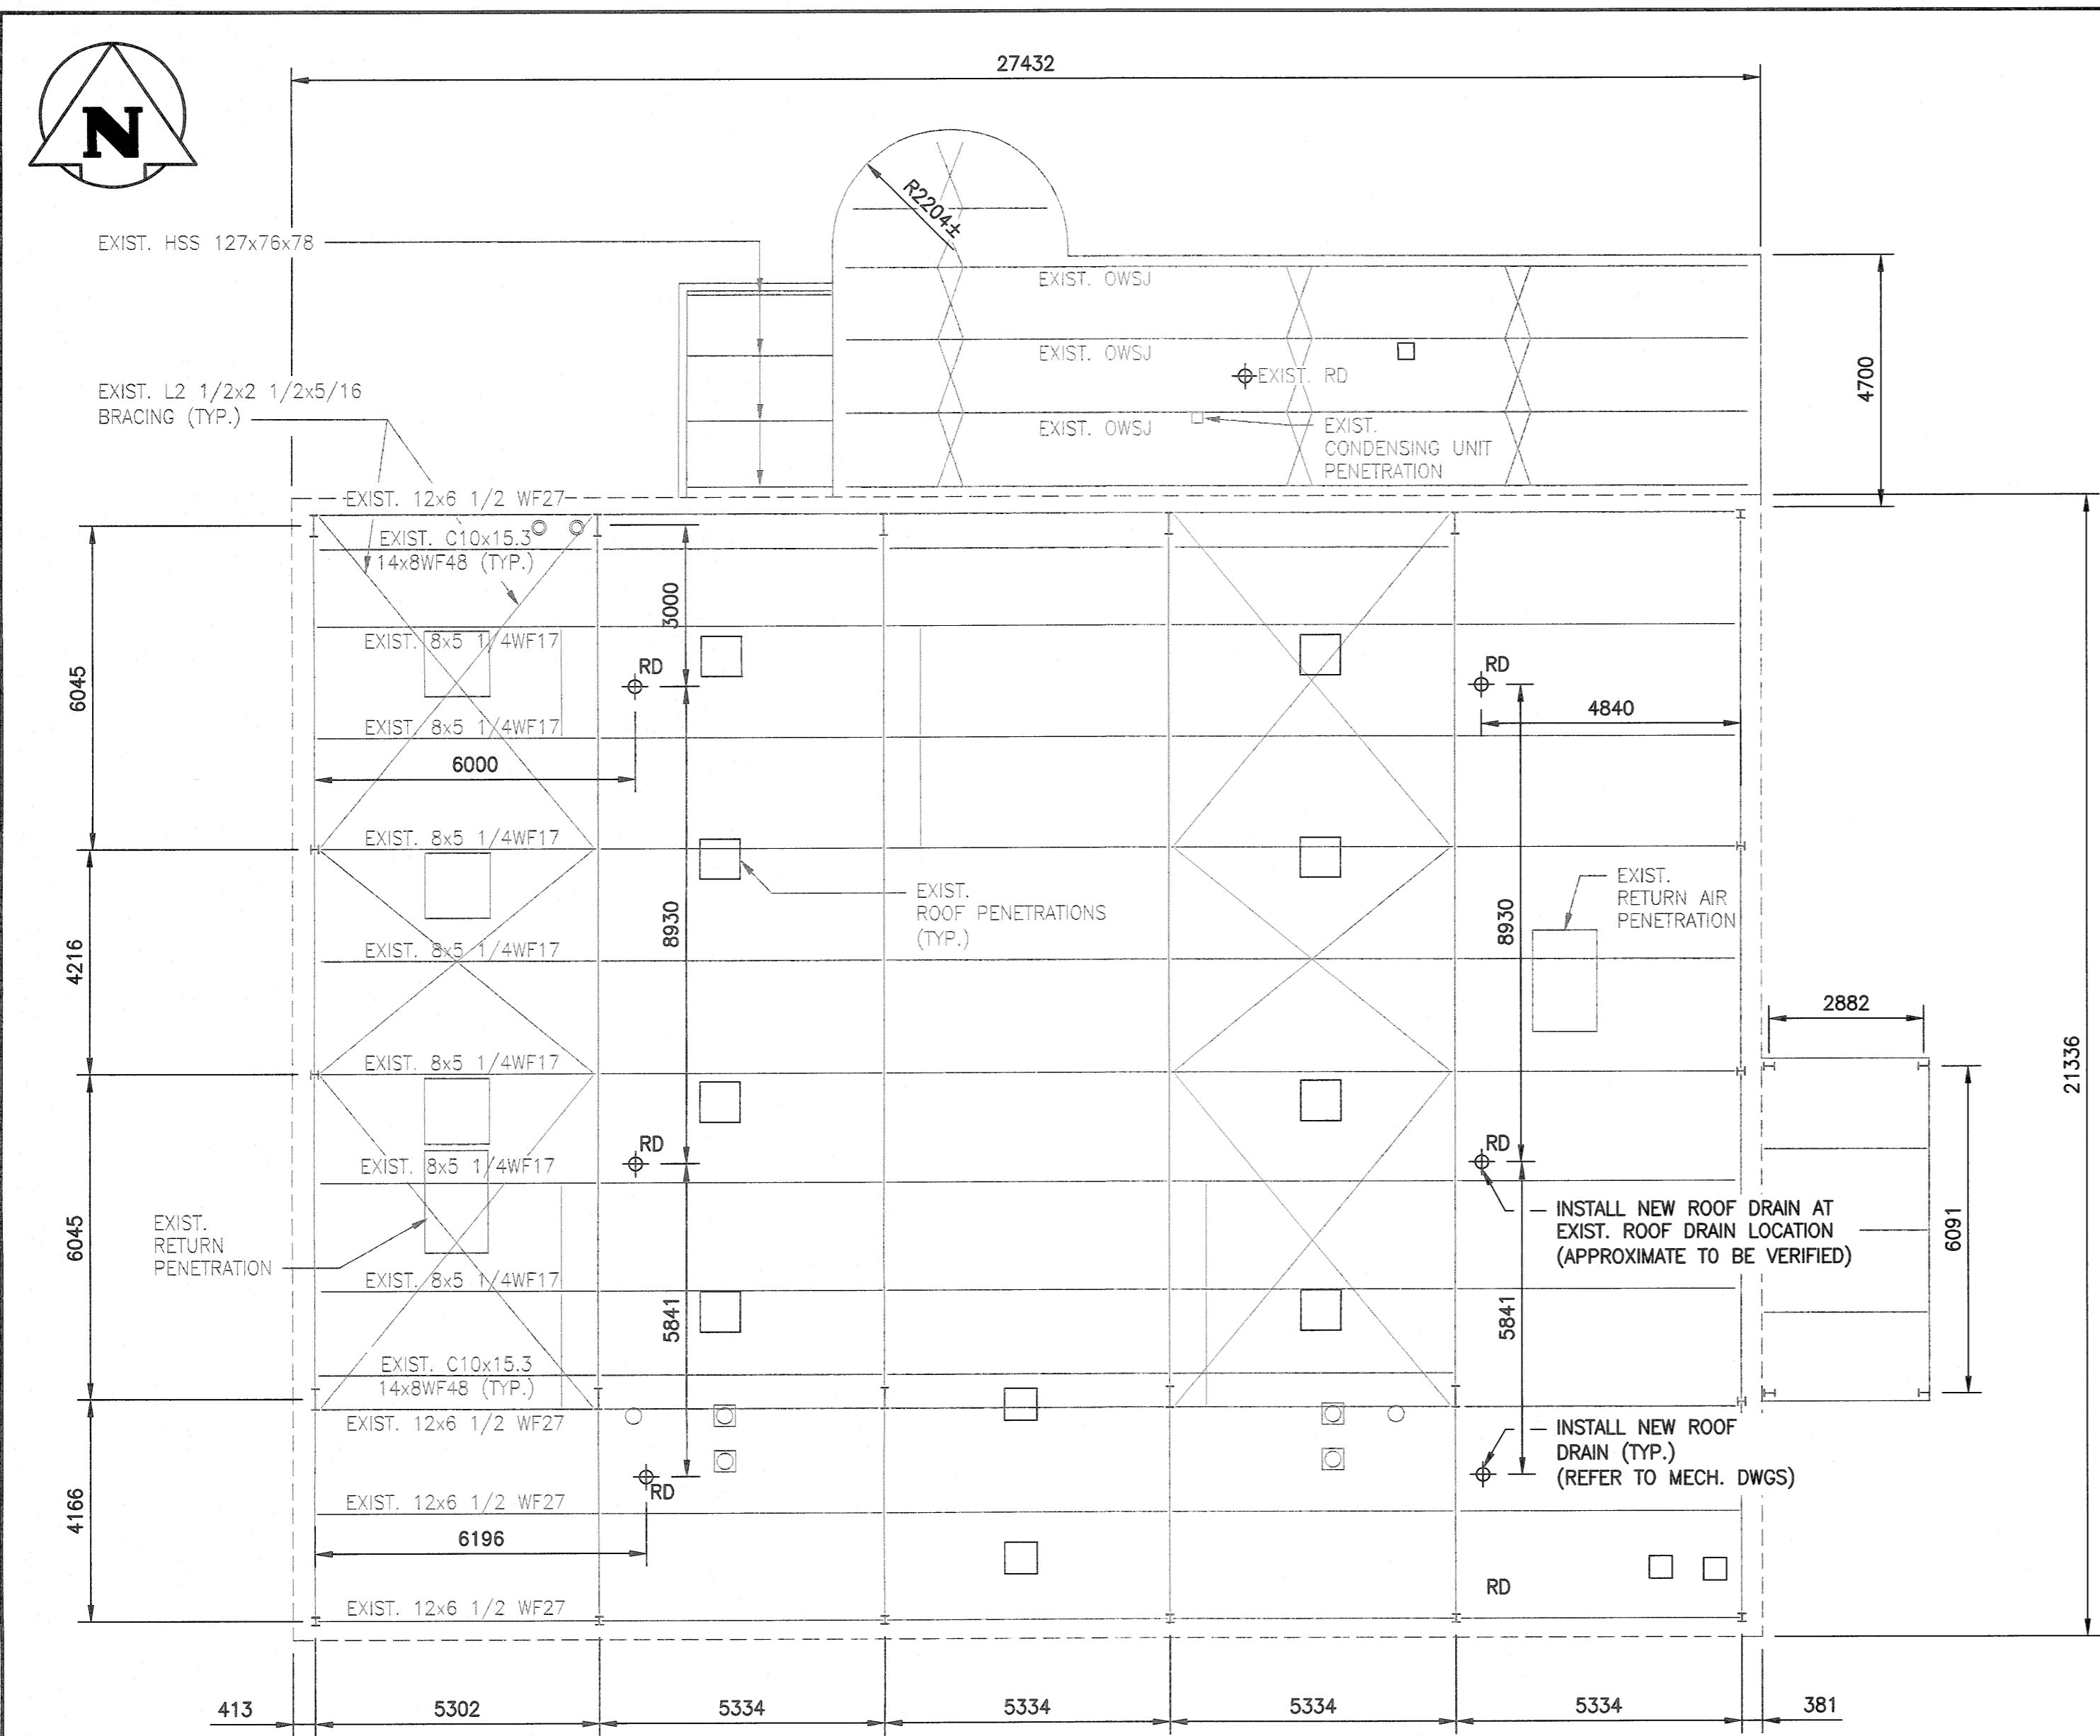 27432
N
R2204±
EXIST. HSS 127x76x78
EXIST. OWSJ
EXIST. OWSJ
EXIST. RD
4700
EXIST. L2 1/2x2 1/2x5/16
BRACING (TYP.)
EXIST. OWSJ
EXIST.
CONDENSING UNIT
PENETRATION
EXIST. 12x6 1/2 WF27
EXIST. C10x15.3
14x8WF48 (TYP.)
3000
EXIST. 8x5 1/4WF17
RD
RD
6045
EXIST. 8x5 1/4WF17
4840
6000
EXIST. 8x5 1/4WF17
EXIST.
ROOF PENETRATIONS
(TYP.)
EXIST.
RETURN AIR
PENETRATION
8930
8930
4216
EXIST. 8x5 1/4WF17
2882
21336
EXIST. 8x5 1/4WF17
RD
RD
EXIST. 8x5 1/4WF17
INSTALL NEW ROOF DRAIN AT
EXIST. ROOF DRAIN LOCATION
(APPROXIMATE TO BE VERIFIED)
6091
EXIST.
RETURN
PENETRATION
6045
EXIST. 8x5 1/4WF17
5841
5841
EXIST. C10x15.3
14x8WF48 (TYP.)
EXIST. 12x6 1/2 WF27
INSTALL NEW ROOF
DRAIN (TYP.)
(REFER TO MECH. DWGS)
4166
EXIST. 12x6 1/2 WF27
RD
6196
RD
EXIST. 12x6 1/2 WF27
413
5302
5334
5334
5334
5334
381